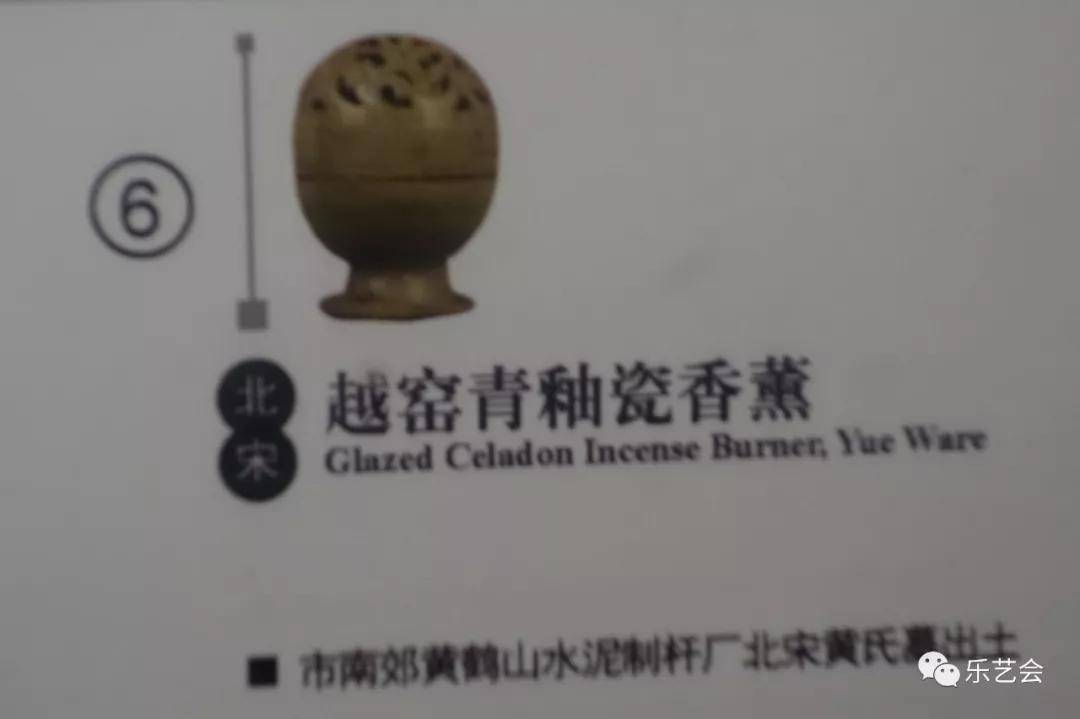 ⑥
北宋
越窑青釉瓷香薰
Glazed Celadon Incense Burner, Yue Ware
■ 市南郊黄鹤山水泥制杆厂北宋黄氏墓出土
乐艺会